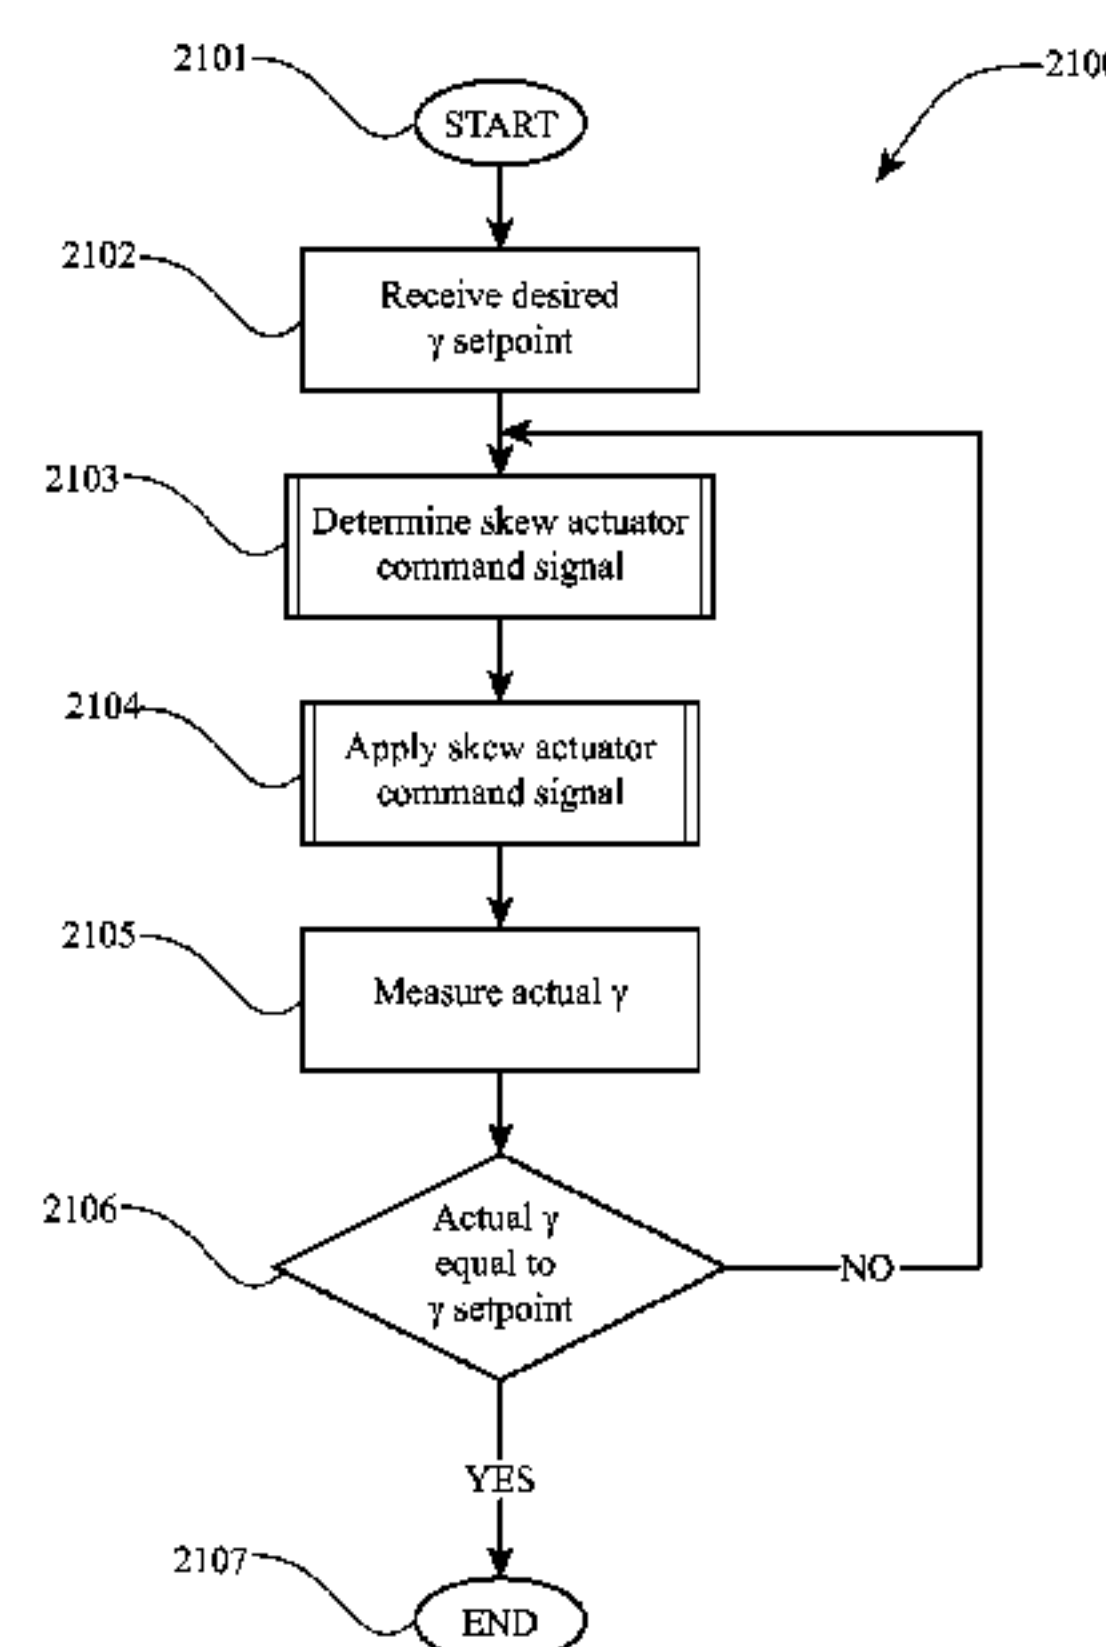 2101
START
2100
2102
Receive desired
γ setpoint
2103
Determine skew actuator
command signal
2104
Apply skew actuator
command signal
2105
Measure actual γ
2106
Actual γ
equal to
γ setpoint
NO
YES
2107
END